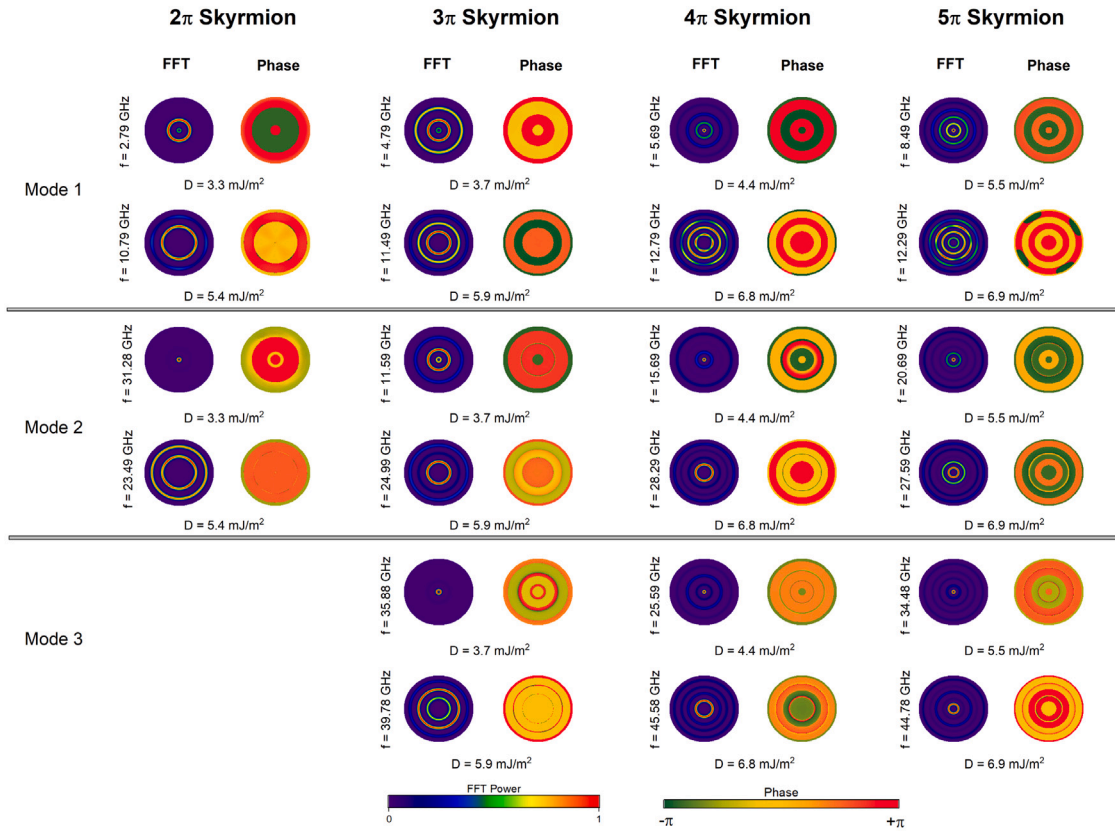 2π Skyrmion 3π Skyrmion 4π Skyrmion 5π Skyrmion
FFT Phase FFT Phase FFT Phase FFT Phase
Mode 1
f = 2.79 GHz f = 4.79 GHz f = 5.69 GHz f = 8.49 GHz
D = 3.3 mJ/m² D = 3.7 mJ/m² D = 4.4 mJ/m² D = 5.5 mJ/m²
f = 10.79 GHz f = 11.49 GHz f = 12.79 GHz f = 12.29 GHz
D = 5.4 mJ/m² D = 5.9 mJ/m² D = 6.8 mJ/m² D = 6.9 mJ/m²
Mode 2
f = 31.28 GHz f = 11.59 GHz f = 15.69 GHz f = 20.69 GHz
D = 3.3 mJ/m² D = 3.7 mJ/m² D = 4.4 mJ/m² D = 5.5 mJ/m²
f = 23.49 GHz f = 24.99 GHz f = 28.29 GHz f = 27.59 GHz
D = 5.4 mJ/m² D = 5.9 mJ/m² D = 6.8 mJ/m² D = 6.9 mJ/m²
Mode 3
f = 35.88 GHz f = 25.59 GHz f = 34.48 GHz
D = 3.7 mJ/m² D = 4.4 mJ/m² D = 5.5 mJ/m²
f = 39.78 GHz f = 45.58 GHz f = 44.78 GHz
D = 5.9 mJ/m² D = 6.8 mJ/m² D = 6.9 mJ/m²
FFT Power Phase
0 1 -π +π